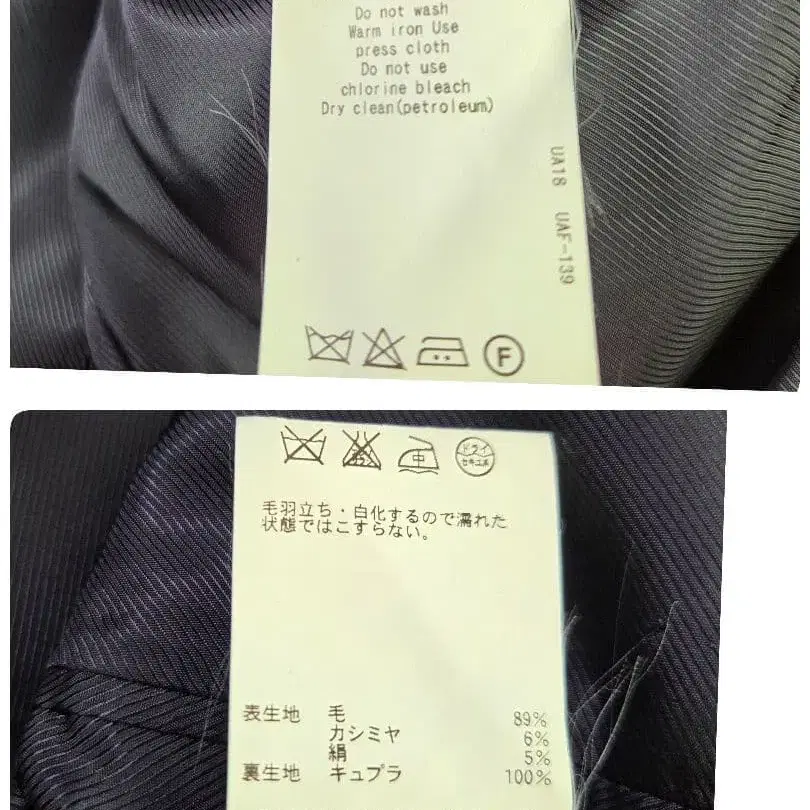 Do not wash
Warm iron Use
press cloth
Do not use
chlorine bleach
Dry clean(petroleum)
UA18 UAF-139
F
中
ドライ
セキユ系
毛羽立ち・白化するので濡れた
状態ではこすらない。
表生地 毛 89%
カシミヤ 6%
絹 5%
裏生地 キュプラ 100%